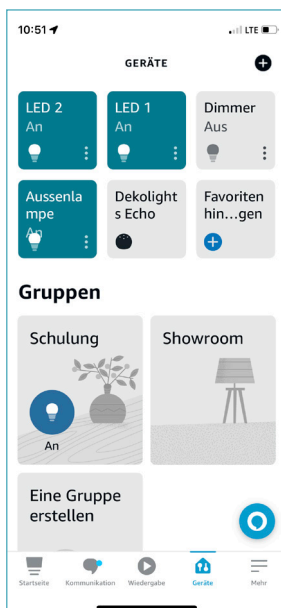 10:51
LTE
GERÄTE
LED 2
An
LED 1
An
Dimmer
Aus
Aussenla
mpe
An
Dekolight
s Echo
Favoriten
hin...gen
Gruppen
Schulung
An
Showroom
Eine Gruppe
erstellen
Startseite
Kommunikation
Wiedergabe
Geräte
Mehr